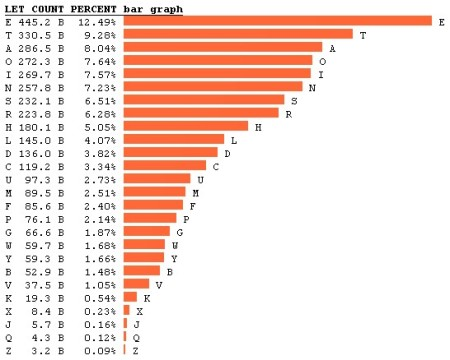 LET COUNT PERCENT bar graph
E 445.2 B 12.49% E
T 330.5 B 9.28% T
A 286.5 B 8.04% A
O 272.3 B 7.64% O
I 269.7 B 7.57% I
N 257.8 B 7.23% N
S 232.1 B 6.51% S
R 223.8 B 6.28% R
H 180.1 B 5.05% H
L 145.0 B 4.07% L
D 136.0 B 3.82% D
C 119.2 B 3.34% C
U 97.3 B 2.73% U
M 89.5 B 2.51% M
F 85.6 B 2.40% F
P 76.1 B 2.14% P
G 66.6 B 1.87% G
W 59.7 B 1.68% W
Y 59.3 B 1.66% Y
B 52.9 B 1.48% B
V 37.5 B 1.05% V
K 19.3 B 0.54% K
X 8.4 B 0.23% X
J 5.7 B 0.16% J
Q 4.3 B 0.12% Q
Z 3.2 B 0.09% Z